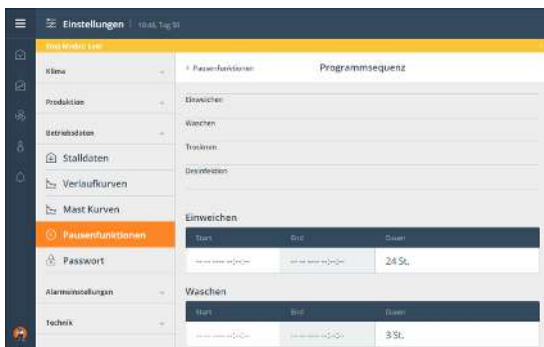 Einstellungen
Klima
Pausenfunktionen
Programmsequenz
Produktion
Einweichen
Betriebsdaten
Waschen
Trocknen
Stalldaten
Desinfektion
Verlaufkurven
Mast Kurven
Einweichen
Pausenfunktionen
Start End Dauer
Passwort
24 St.
Alarmeinstellungen
Waschen
Technik
Start End Dauer
3 St.